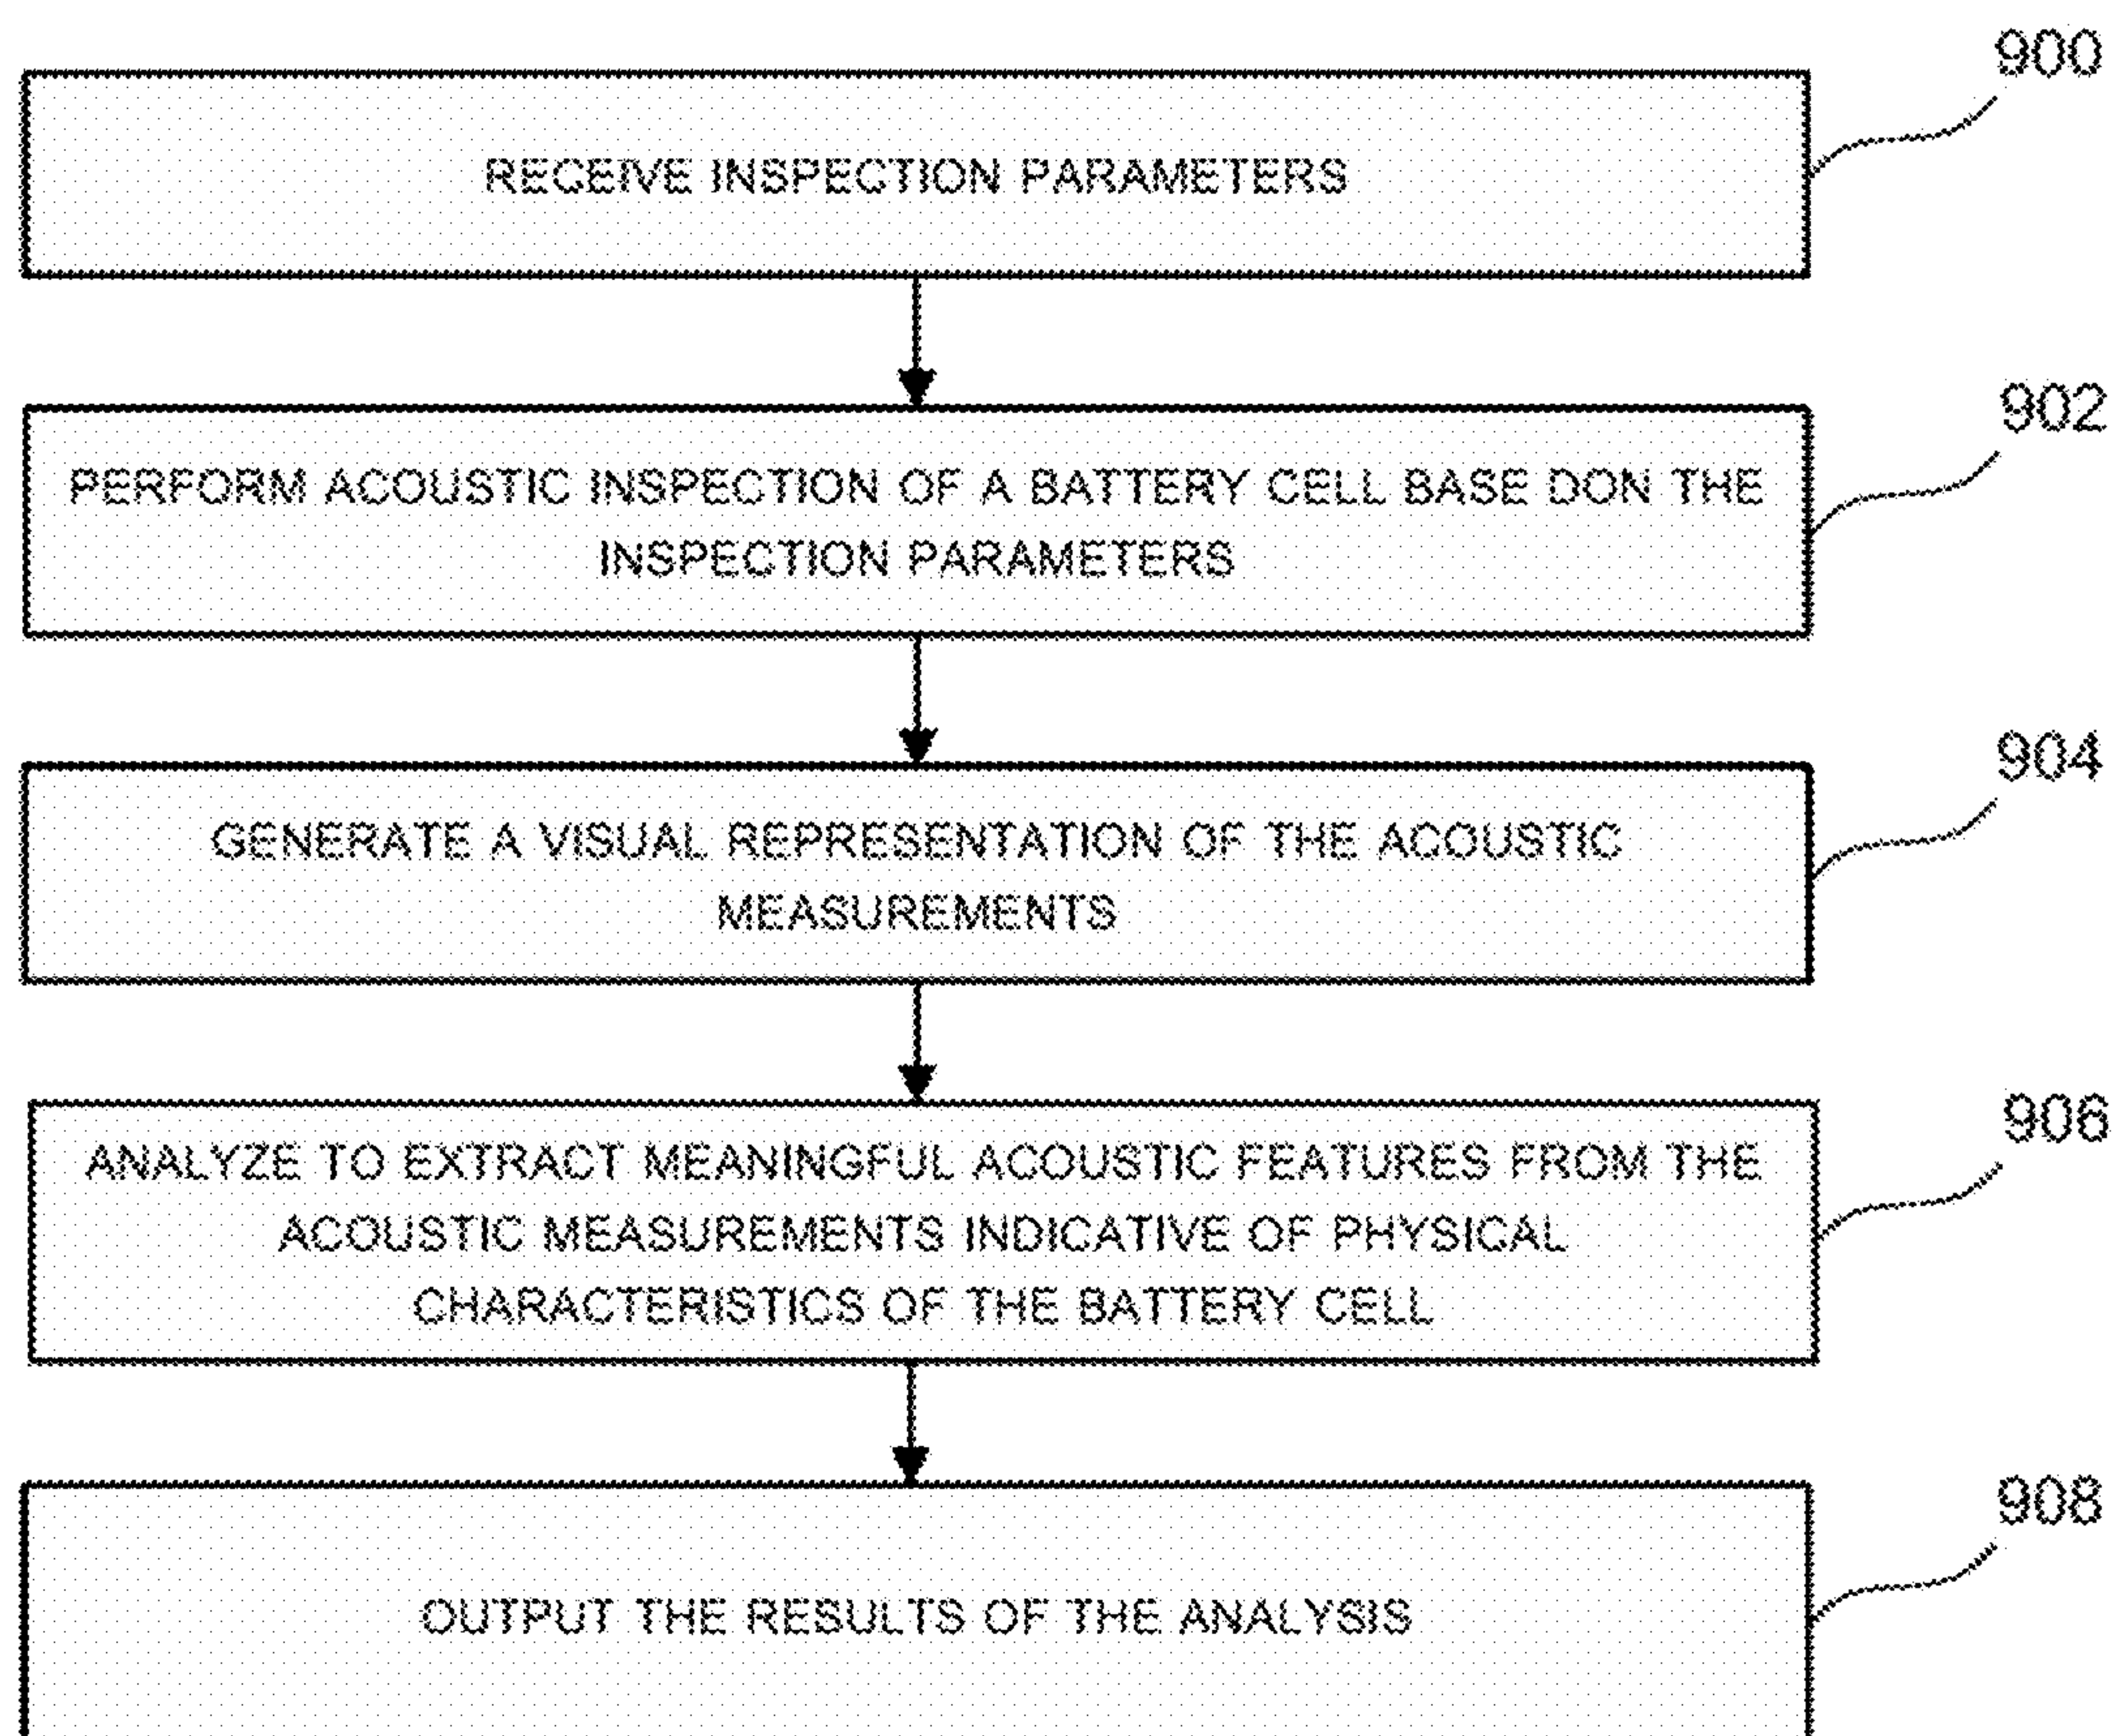 900
RECEIVE INSPECTION PARAMETERS
902
PERFORM ACOUSTIC INSPECTION OF A BATTERY CELL BASE DON THE
INSPECTION PARAMETERS
904
GENERATE A VISUAL REPRESENTATION OF THE ACOUSTIC
MEASUREMENTS
906
ANALYZE TO EXTRACT MEANINGFUL ACOUSTIC FEATURES FROM THE
ACOUSTIC MEASUREMENTS INDICATIVE OF PHYSICAL
CHARACTERISTICS OF THE BATTERY CELL
908
OUTPUT THE RESULTS OF THE ANALYSIS